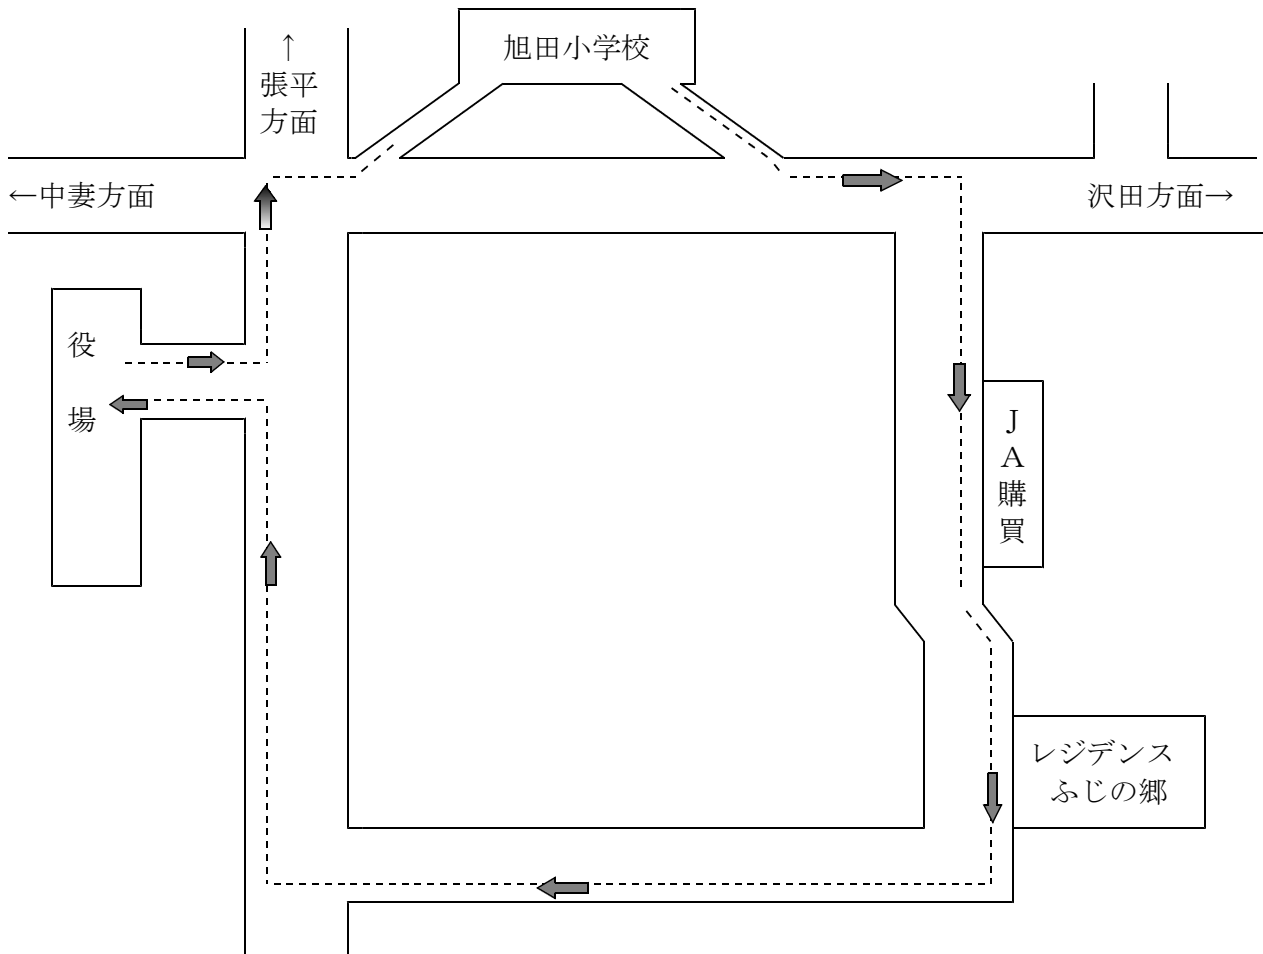 旭田小学校
↑
張平
方面
←中妻方面
沢田方面→
役
場
J
A
購
買
レジデンス
ふじの郷